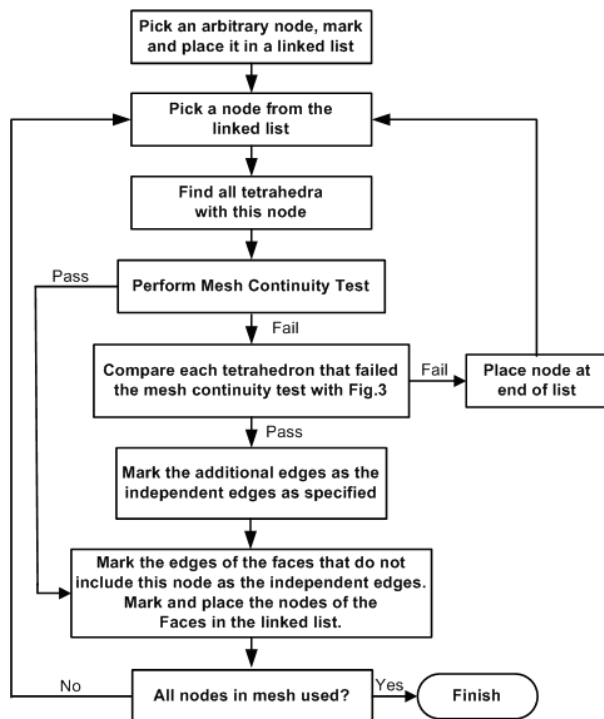 Pick an arbitrary node, mark
and place it in a linked list
Pick a node from the
linked list
Find all tetrahedra
with this node
Pass
Perform Mesh Continuity Test
Fail
Compare each tetrahedron that failed
the mesh continuity test with Fig.3
Fail
Place node at
end of list
Pass
Mark the additional edges as the
independent edges as specified
Mark the edges of the faces that do not
include this node as the independent edges.
Mark and place the nodes of the
Faces in the linked list.
No
All nodes in mesh used?
Yes
Finish